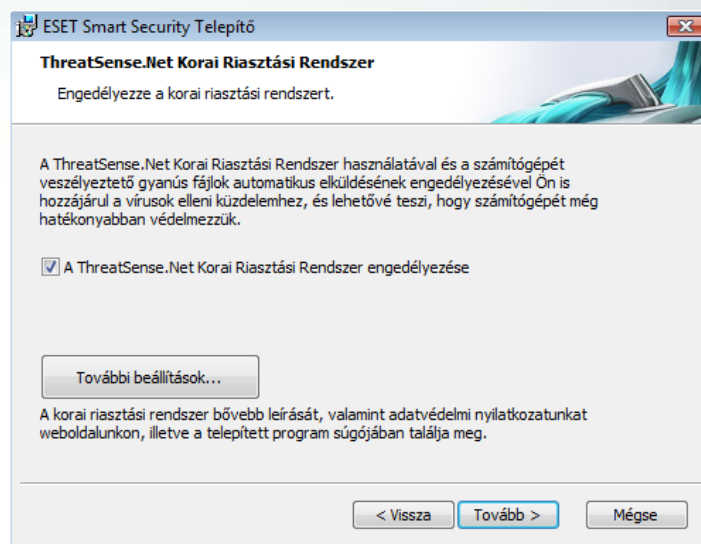 ESET Smart Security Telepítő
ThreatSense.Net Korai Riasztási Rendszer
Engedélyezze a korai riasztási rendszert.
A ThreatSense.Net Korai Riasztási Rendszer használatával és a számítógépét
veszélyeztető gyanús fájlok automatikus elküldésének engedélyezésével Ön is
hozzájárul a vírusok elleni küzdelemhez, és lehetővé teszi, hogy számítógépét még
hatékonyabban védelmezzük.
A ThreatSense.Net Korai Riasztási Rendszer engedélyezése
További beállítások...
A korai riasztási rendszer bővebb leírását, valamint adatvédelmi nyilatkozatunkat
weboldalunkon, illetve a telepített program súgójában találja meg.
< Vissza Tovább > Mégse